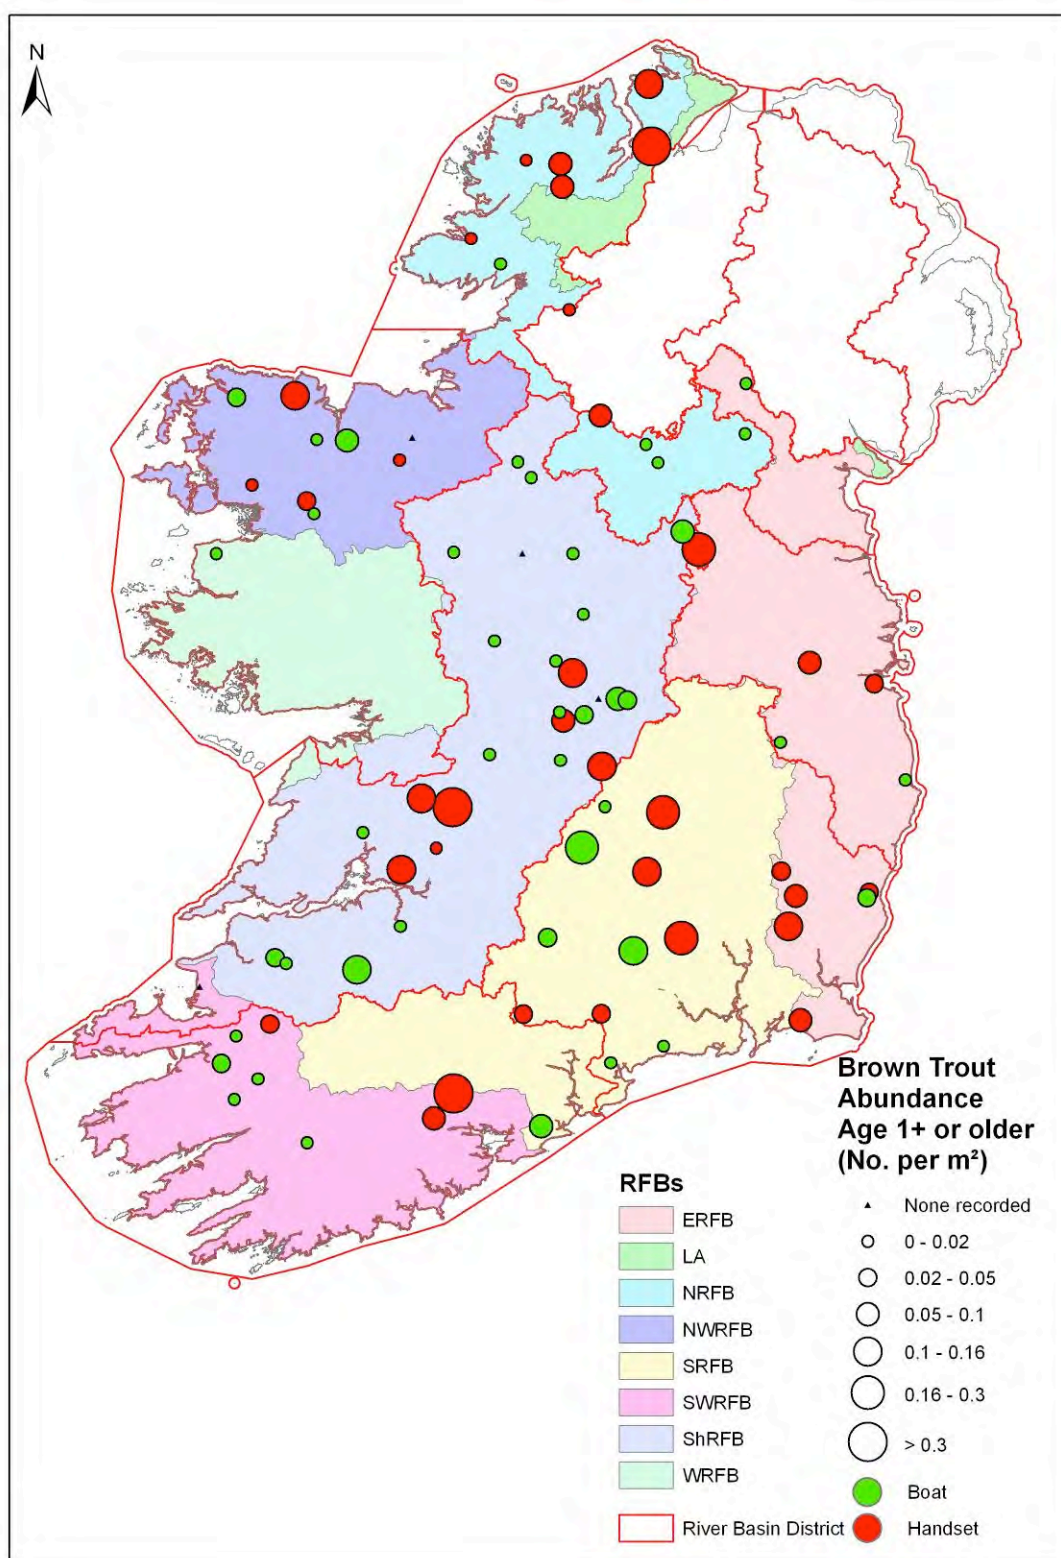 N
Brown Trout
Abundance
Age 1+ or older
(No. per m²)
RFBs
ERFB
LA
NRFB
NWRFB
SRFB
SWRFB
ShRFB
WRFB
River Basin District
None recorded
0 - 0.02
0.02 - 0.05
0.05 - 0.1
0.1 - 0.16
0.16 - 0.3
> 0.3
Boat
Handset